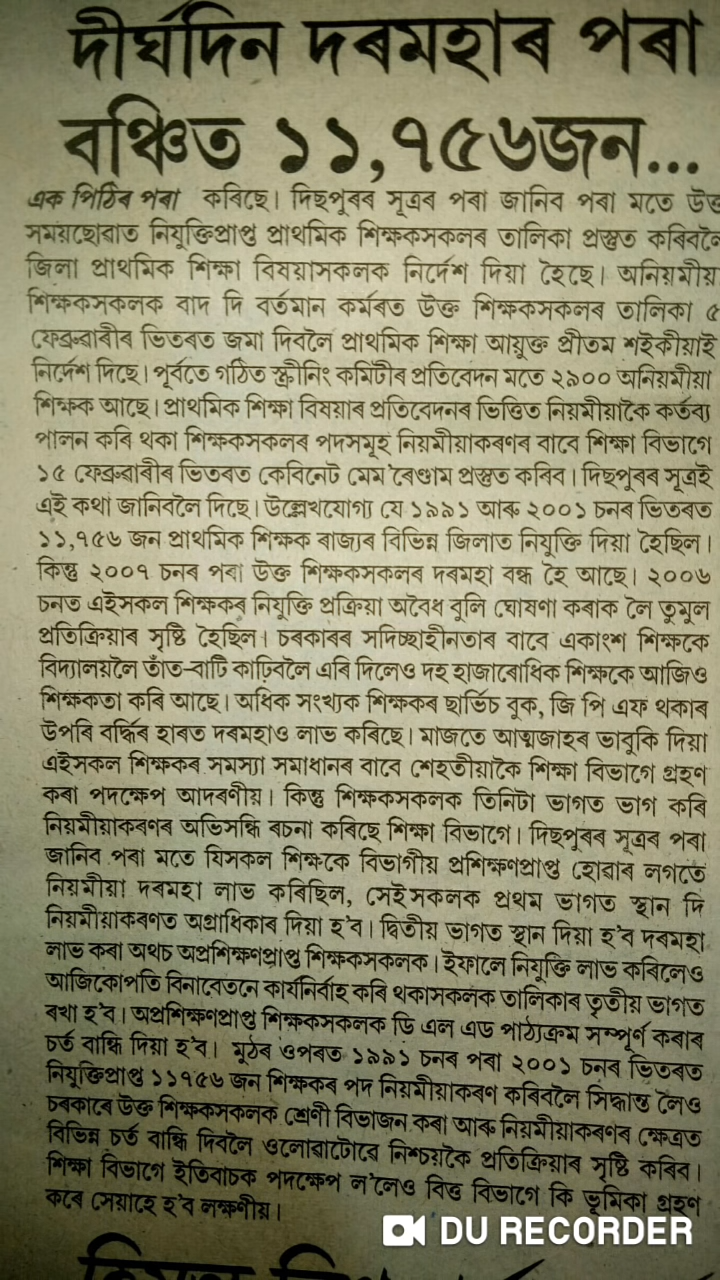 দীৰ্ঘদিন দৰমহাৰ পৰা
বঞ্চিত ১১,৭৫৬জন...
এক পিঠিৰ পৰা কৰিছে। দিছপুৰৰ সূত্ৰৰ পৰা জানিব পৰা মতে উক্ত
সময়ছোৱাত নিযুক্তিপ্ৰাপ্ত প্ৰাথমিক শিক্ষকসকলৰ তালিকা প্ৰস্তুত কৰিবলৈ
জিলা প্ৰাথমিক শিক্ষা বিষয়াসকলক নিৰ্দেশ দিয়া হৈছে। অনিয়মীয়া
শিক্ষকসকলক বাদ দি বৰ্তমান কৰ্মৰত উক্ত শিক্ষকসকলৰ তালিকা ৫
ফেব্ৰুৱাৰীৰ ভিতৰত জমা দিবলৈ প্ৰাথমিক শিক্ষা আয়ুক্ত প্ৰীতম শইকীয়াই
নিৰ্দেশ দিছে। পূৰ্বতে গঠিত স্ক্ৰীনিং কমিটীৰ প্ৰতিবেদন মতে ২৯০০ অনিয়মীয়া
শিক্ষক আছে। প্ৰাথমিক শিক্ষা বিষয়াৰ প্ৰতিবেদনৰ ভিত্তিত নিয়মীয়াকৈ কৰ্তব্য
পালন কৰি থকা শিক্ষকসকলৰ পদসমূহ নিয়মীয়াকৰণৰ বাবে শিক্ষা বিভাগে
১৫ ফেব্ৰুৱাৰীৰ ভিতৰত কেবিনেট মেম'ৰেণ্ডাম প্ৰস্তুত কৰিব। দিছপুৰৰ সূত্ৰই
এই কথা জানিবলৈ দিছে। উল্লেখযোগ্য যে ১৯৯১ আৰু ২০০১ চনৰ ভিতৰত
১১,৭৫৬ জন প্ৰাথমিক শিক্ষক ৰাজ্যৰ বিভিন্ন জিলাত নিযুক্তি দিয়া হৈছিল।
কিন্তু ২০০৭ চনৰ পৰা উক্ত শিক্ষকসকলৰ দৰমহা বন্ধ হৈ আছে। ২০০৬
চনত এইসকল শিক্ষকৰ নিযুক্তি প্ৰক্ৰিয়া অবৈধ বুলি ঘোষণা কৰাক লৈ তুমুল
প্ৰতিক্ৰিয়াৰ সৃষ্টি হৈছিল। চৰকাৰৰ সদিচ্ছাহীনতাৰ বাবে একাংশ শিক্ষকে
বিদ্যালয়লৈ তাঁত-বাটি কাঢ়িবলৈ এৰি দিলেও দহ হাজাৰোধিক শিক্ষকে আজিও
শিক্ষকতা কৰি আছে। অধিক সংখ্যক শিক্ষকৰ ছাৰ্ভিচ বুক, জি পি এফ থকাৰ
উপৰি বৰ্দ্ধিৰ হাৰত দৰমহাও লাভ কৰিছে। মাজতে আত্মজাহৰ ভাবুকি দিয়া
এইসকল শিক্ষকৰ সমস্যা সমাধানৰ বাবে শেহতীয়াকৈ শিক্ষা বিভাগে গ্ৰহণ
কৰা পদক্ষেপ আদৰণীয়। কিন্তু শিক্ষকসকলক তিনিটা ভাগত ভাগ কৰি
নিয়মীয়াকৰণৰ অভিসন্ধি ৰচনা কৰিছে শিক্ষা বিভাগে। দিছপুৰৰ সূত্ৰৰ পৰা
জানিব পৰা মতে যিসকল শিক্ষকে বিভাগীয় প্ৰশিক্ষণপ্ৰাপ্ত হোৱাৰ লগতে
নিয়মীয়া দৰমহা লাভ কৰিছিল, সেইসকলক প্ৰথম ভাগত স্থান দি
নিয়মীয়াকৰণত অগ্ৰাধিকাৰ দিয়া হ'ব। দ্বিতীয় ভাগত স্থান দিয়া হ'ব দৰমহা
লাভ কৰা অথচ অপ্ৰশিক্ষণপ্ৰাপ্ত শিক্ষকসকলক। ইফালে নিযুক্তি লাভ কৰিলেও
আজিকোপতি বিনাবেতনে কাৰ্যনিৰ্বাহ কৰি থকাসকলক তালিকাৰ তৃতীয় ভাগত
ৰখা হ'ব। অপ্ৰশিক্ষণপ্ৰাপ্ত শিক্ষকসকলক ডি এল এড পাঠ্যক্ৰম সম্পূৰ্ণ কৰাৰ
চৰ্ত বান্ধি দিয়া হ'ব। মুঠৰ ওপৰত ১৯৯১ চনৰ পৰা ২০০১ চনৰ ভিতৰত
নিযুক্তিপ্ৰাপ্ত ১১৭৫৬ জন শিক্ষকৰ পদ নিয়মীয়াকৰণ কৰিবলৈ সিদ্ধান্ত লৈও
চৰকাৰে উক্ত শিক্ষকসকলক শ্ৰেণী বিভাজন কৰা আৰু নিয়মীয়াকৰণৰ ক্ষেত্ৰত
বিভিন্ন চৰ্ত বান্ধি দিবলৈ ওলোৱাটোৱে নিশ্চয়কৈ প্ৰতিক্ৰিয়াৰ সৃষ্টি কৰিব।
শিক্ষা বিভাগে ইতিবাচক পদক্ষেপ ল'লেও বিত্ত বিভাগে কি ভূমিকা গ্ৰহণ
কৰে সেয়াহে হ'ব লক্ষণীয়।
DU RECORDER